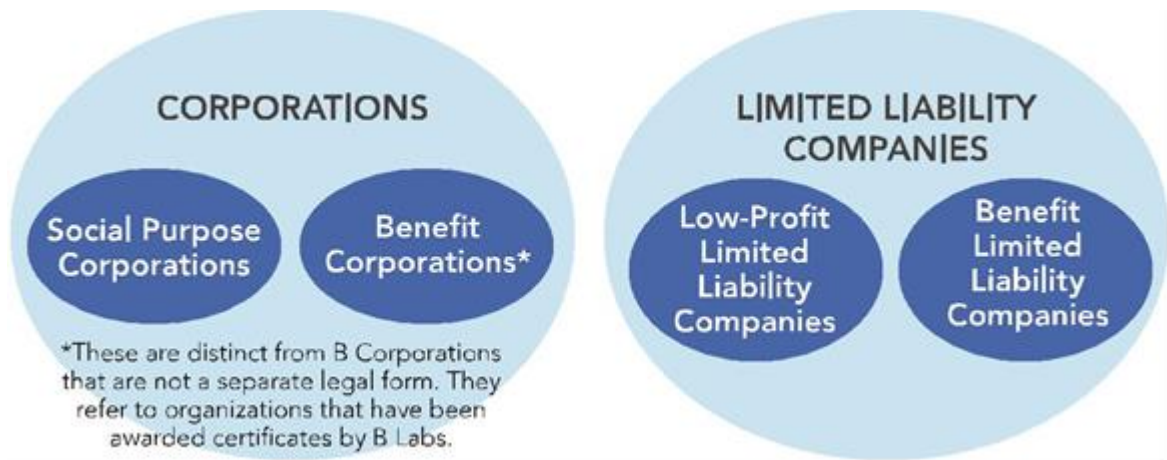 CORPORATIONS
Social Purpose
Corporations
Benefit
Corporations*
*These are distinct from B Corporations
that are not a separate legal form. They
refer to organizations that have been
awarded certificates by B Labs.
LIMITED LIABILITY
COMPANIES
Low-Profit
Limited
Liability
Companies
Benefit
Limited
Liability
Companies